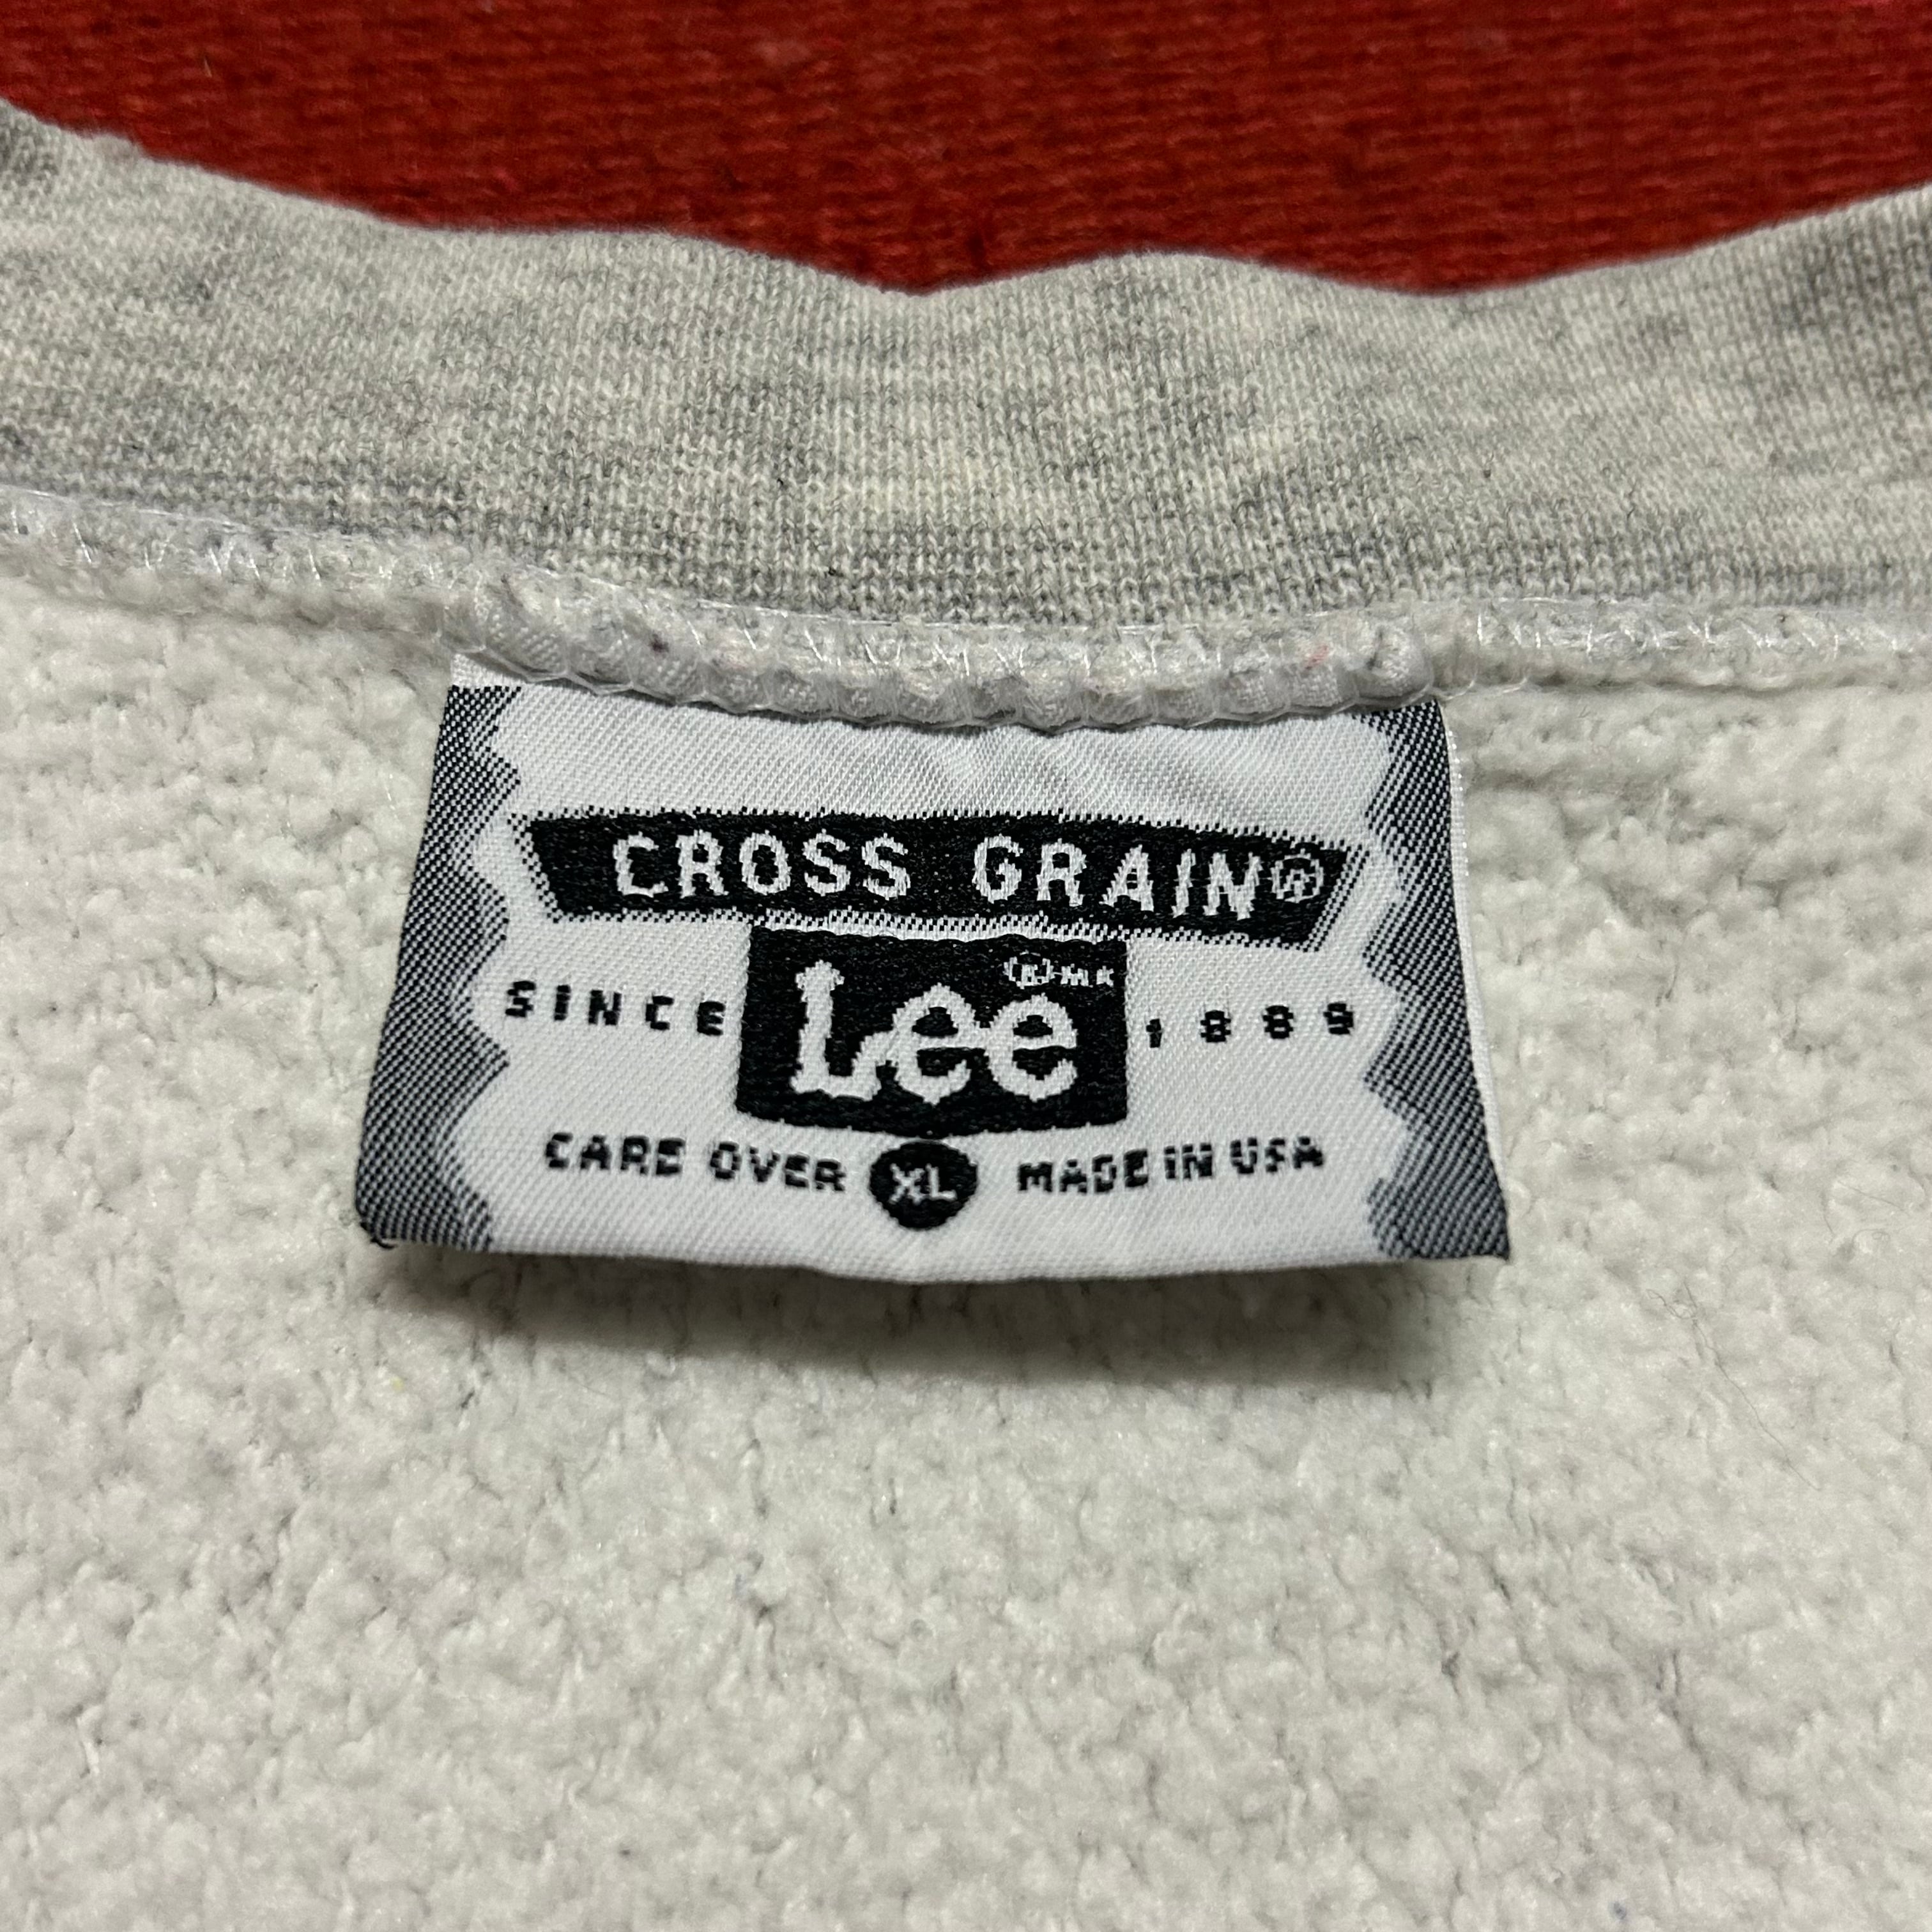 CROSS GRAIN®
SINCE Lee ® M.R. 1889
CARE OVER XL MADE IN USA